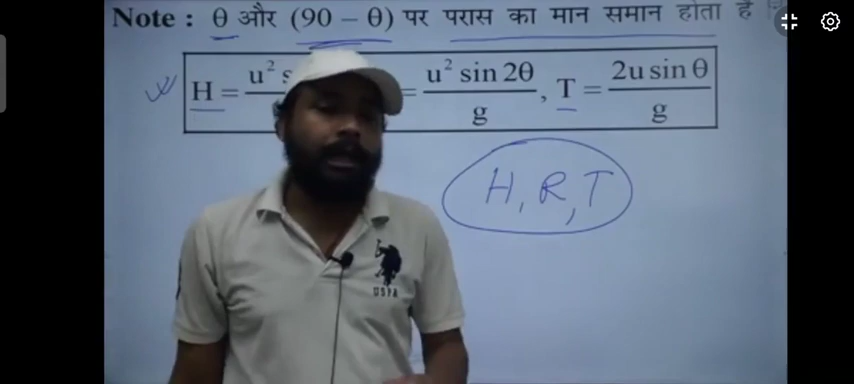 Note : θ और (90 – θ) पर परास का मान समान होता है
H = u² s = u² sin 2θ / g , T = 2u sin θ / g
H, R, T
USPA